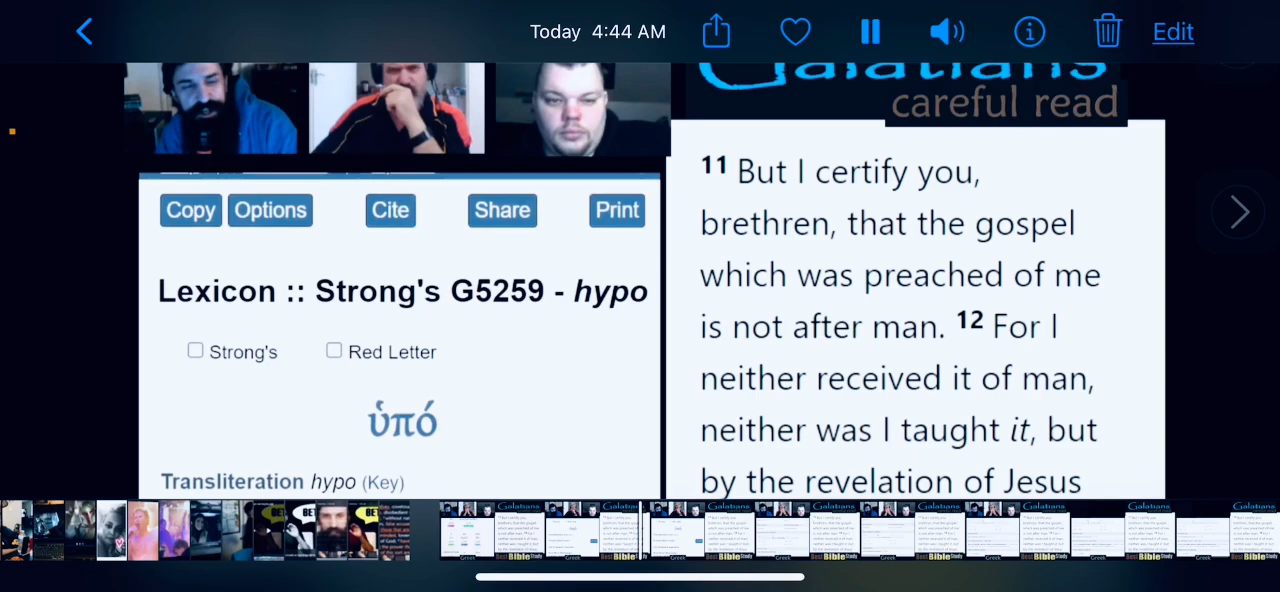 Today 4:44 AM
Edit
Galatians
careful read
Copy Options Cite Share Print
Lexicon :: Strong's G5259 - hypo
Strong's Red Letter
ὑπό
Transliteration hypo (Key)
11 But I certify you,
brethren, that the gospel
which was preached of me
is not after man. 12 For I
neither received it of man,
neither was I taught it, but
by the revelation of Jesus